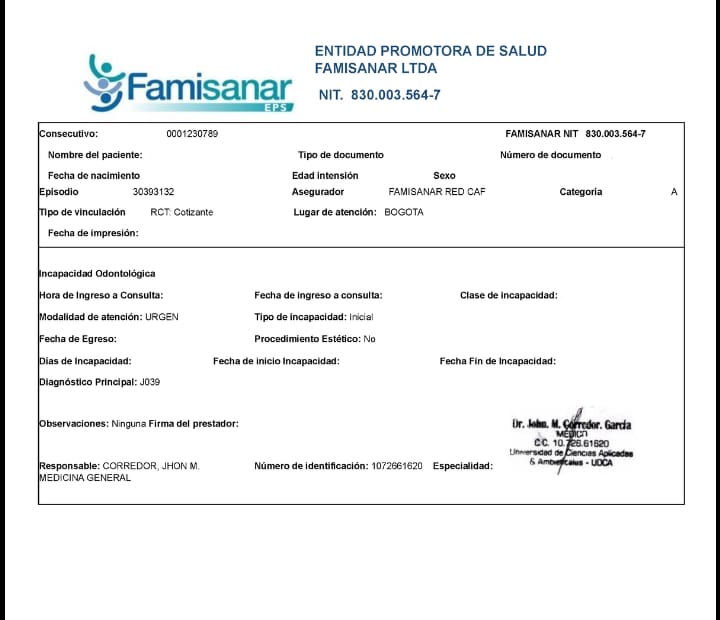 Famisanar
EPS
ENTIDAD PROMOTORA DE SALUD
FAMISANAR LTDA
NIT. 830.003.564-7
Consecutivo: 0001230789 FAMISANAR NIT 830.003.564-7
Nombre del paciente: Tipo de documento Número de documento
Fecha de nacimiento Edad intensión Sexo
Episodio 30393132 Asegurador FAMISANAR RED CAF Categoria A
Tipo de vinculación RCT: Cotizante Lugar de atención: BOGOTA
Fecha de impresión:
Incapacidad Odontológica
Hora de Ingreso a Consulta: Fecha de ingreso a consulta: Clase de incapacidad:
Modalidad de atención: URGEN Tipo de incapacidad: Inicial
Fecha de Egreso: Procedimiento Estético: No
Dias de Incapacidad: Fecha de inicio Incapacidad: Fecha Fin de Incapacidad:
Diagnóstico Principal: J039
Observaciones: Ninguna Firma del prestador:
Dr. John. M. Corredor. García
MEDICO
C.C. 10.726.61620
Universidad de Ciencias Aplicadas
& Ambientales - UDCA
Responsable: CORREDOR, JHON M. Número de identificación: 1072661620 Especialidad:
MEDICINA GENERAL